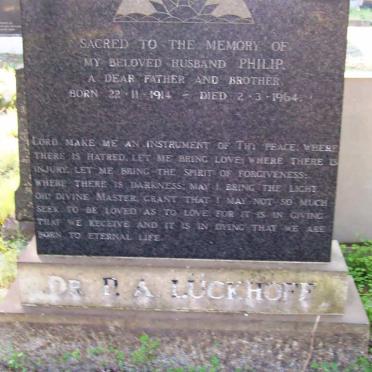 SACRED TO THE MEMORY OF
MY BELOVED HUSBAND PHILIP.
A DEAR FATHER AND BROTHER
BORN 22-11-1914 - DIED 2-3-1964.
LORD MAKE ME AN INSTRUMENT OF THY PEACE; WHERE
THERE IS HATRED, LET ME BRING LOVE; WHERE THERE IS
INJURY, LET ME BRING THE SPIRIT OF FORGIVENESS;
WHERE THERE IS DARKNESS; MAY I BRING THE LIGHT
OH! DIVINE MASTER, GRANT THAT I MAY NOT SO MUCH
SEEK TO BE LOVED AS TO LOVE FOR IT IS IN GIVING
THAT WE RECEIVE AND IT IS IN DYING THAT WE ARE
BORN TO ETERNAL LIFE.
DR. P. A. LÜCKHOFF